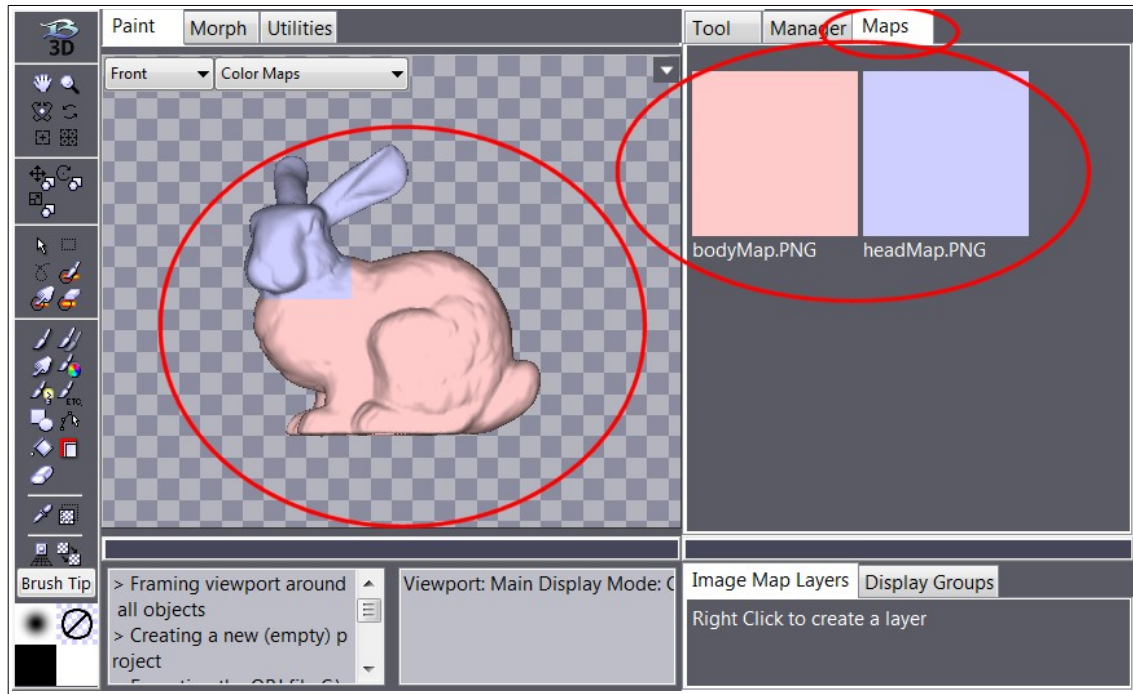 3D
Paint Morph Utilities
Tool Manager Maps
Front Color Maps
bodyMap.PNG headMap.PNG
ETC.
Brush Tip
> Framing viewport around
all objects
> Creating a new (empty) p
roject
Viewport: Main Display Mode:
Image Map Layers Display Groups
Right Click to create a layer